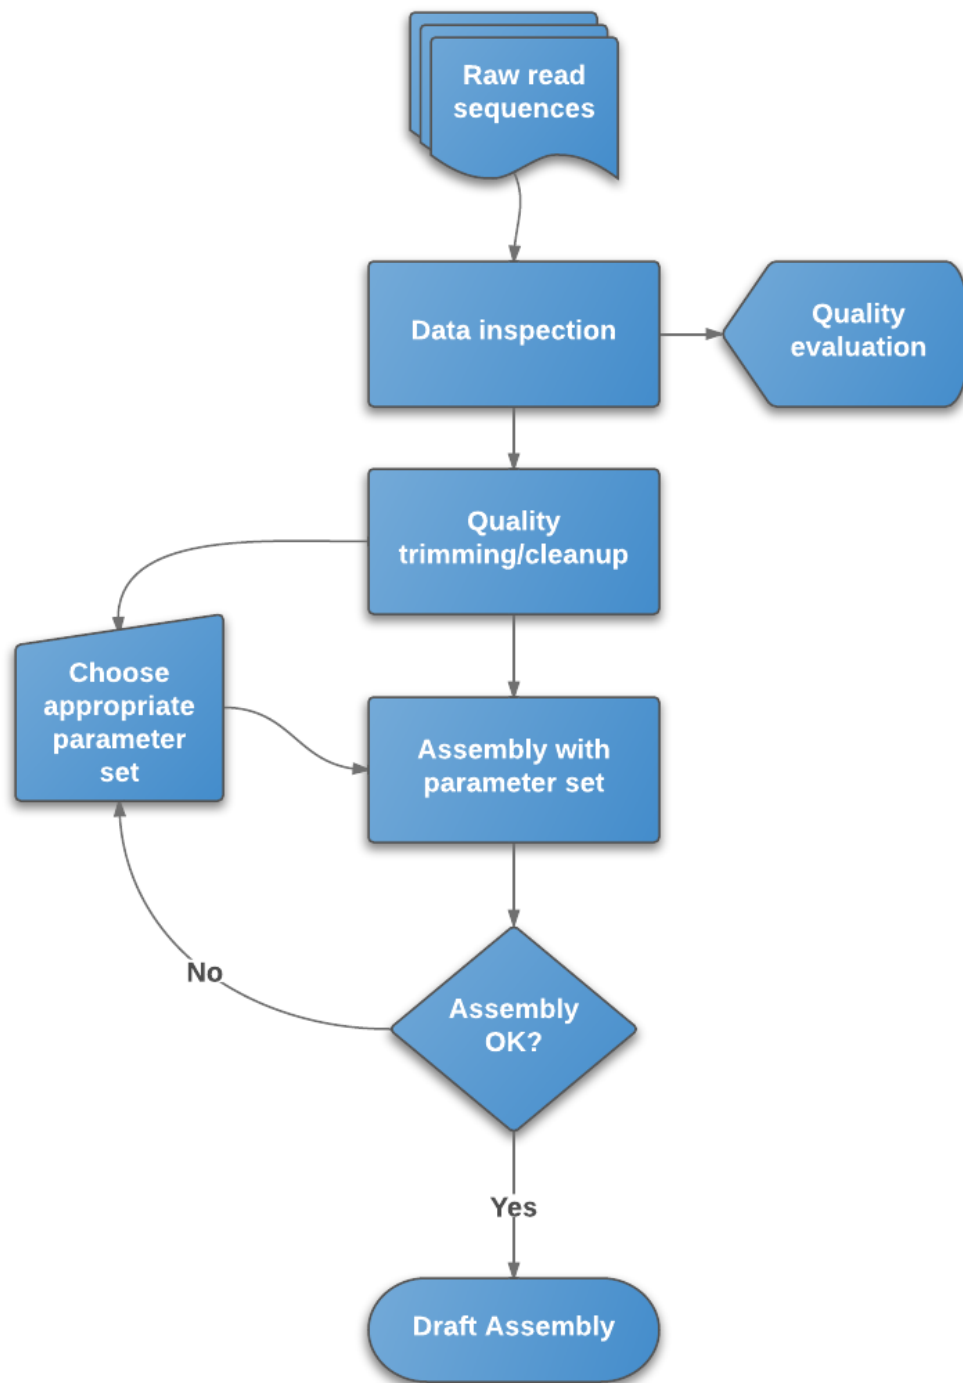 Raw read
sequences
Data inspection
Quality
evaluation
Quality
trimming/cleanup
Choose
appropriate
parameter
set
Assembly with
parameter set
No
Assembly
OK?
Yes
Draft Assembly